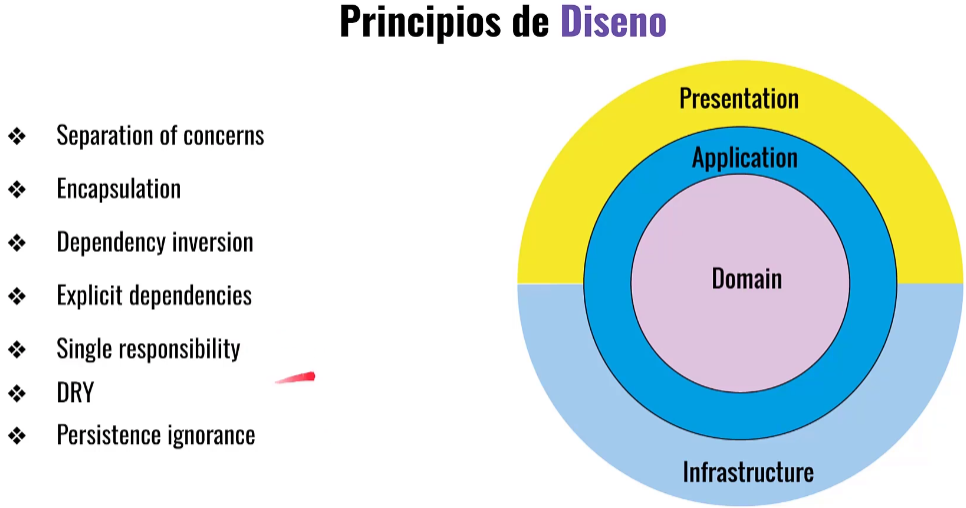 Principios de Diseno
Separation of concerns
Encapsulation
Dependency inversion
Explicit dependencies
Single responsibility
DRY
Persistence ignorance
Presentation
Application
Domain
Infrastructure